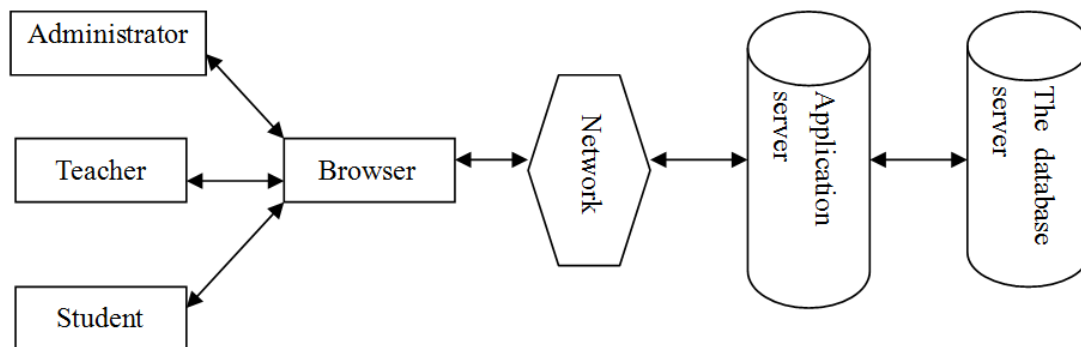 Administrator
Teacher
Student
Browser
Network
Application
server
The database
server